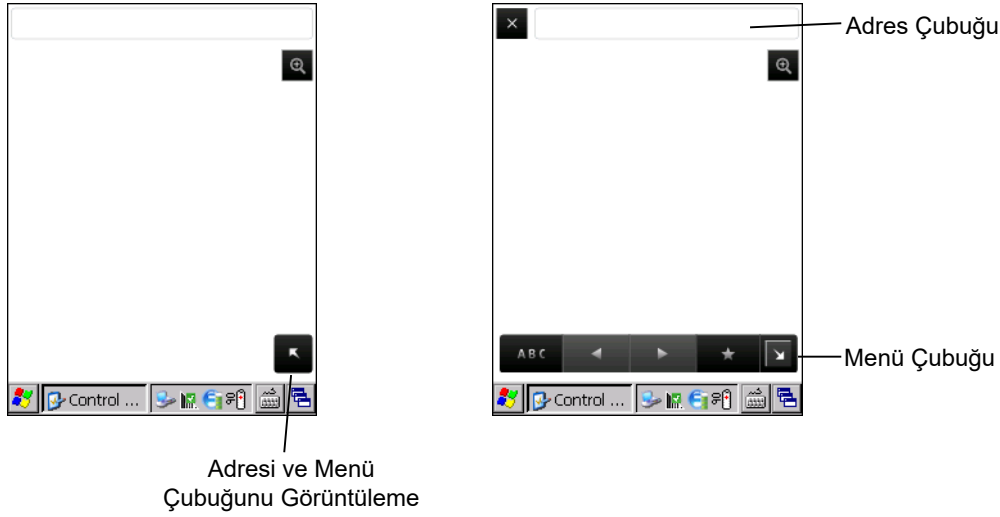 Adres Çubuğu
ABC
Menü Çubuğu
Control ...
Control ...
Adresi ve Menü
Çubuğunu Görüntüleme